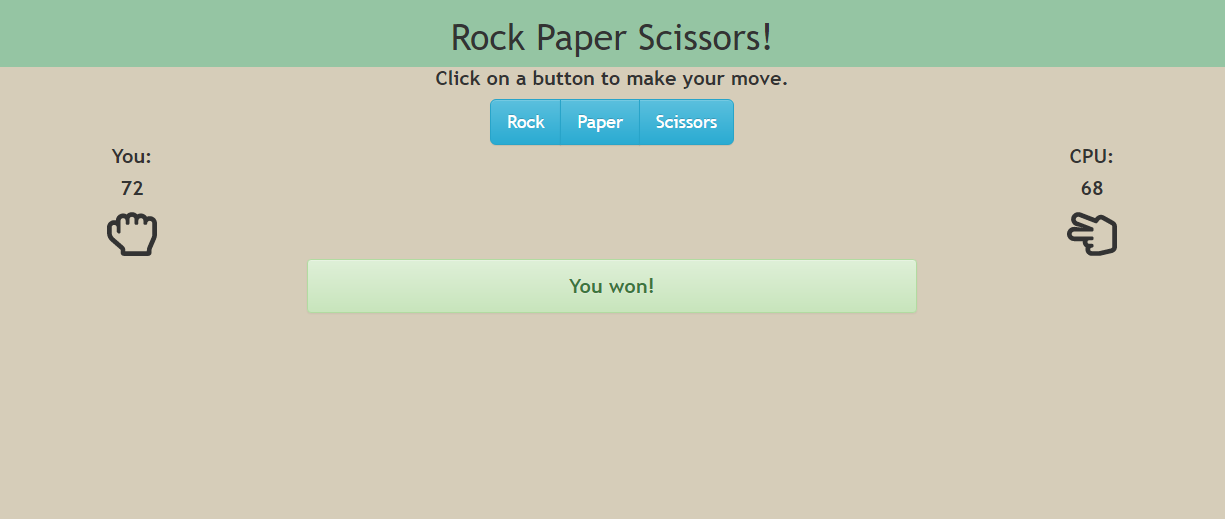 Rock Paper Scissors!
Click on a button to make your move.
Rock Paper Scissors
You:
72
CPU:
68
You won!